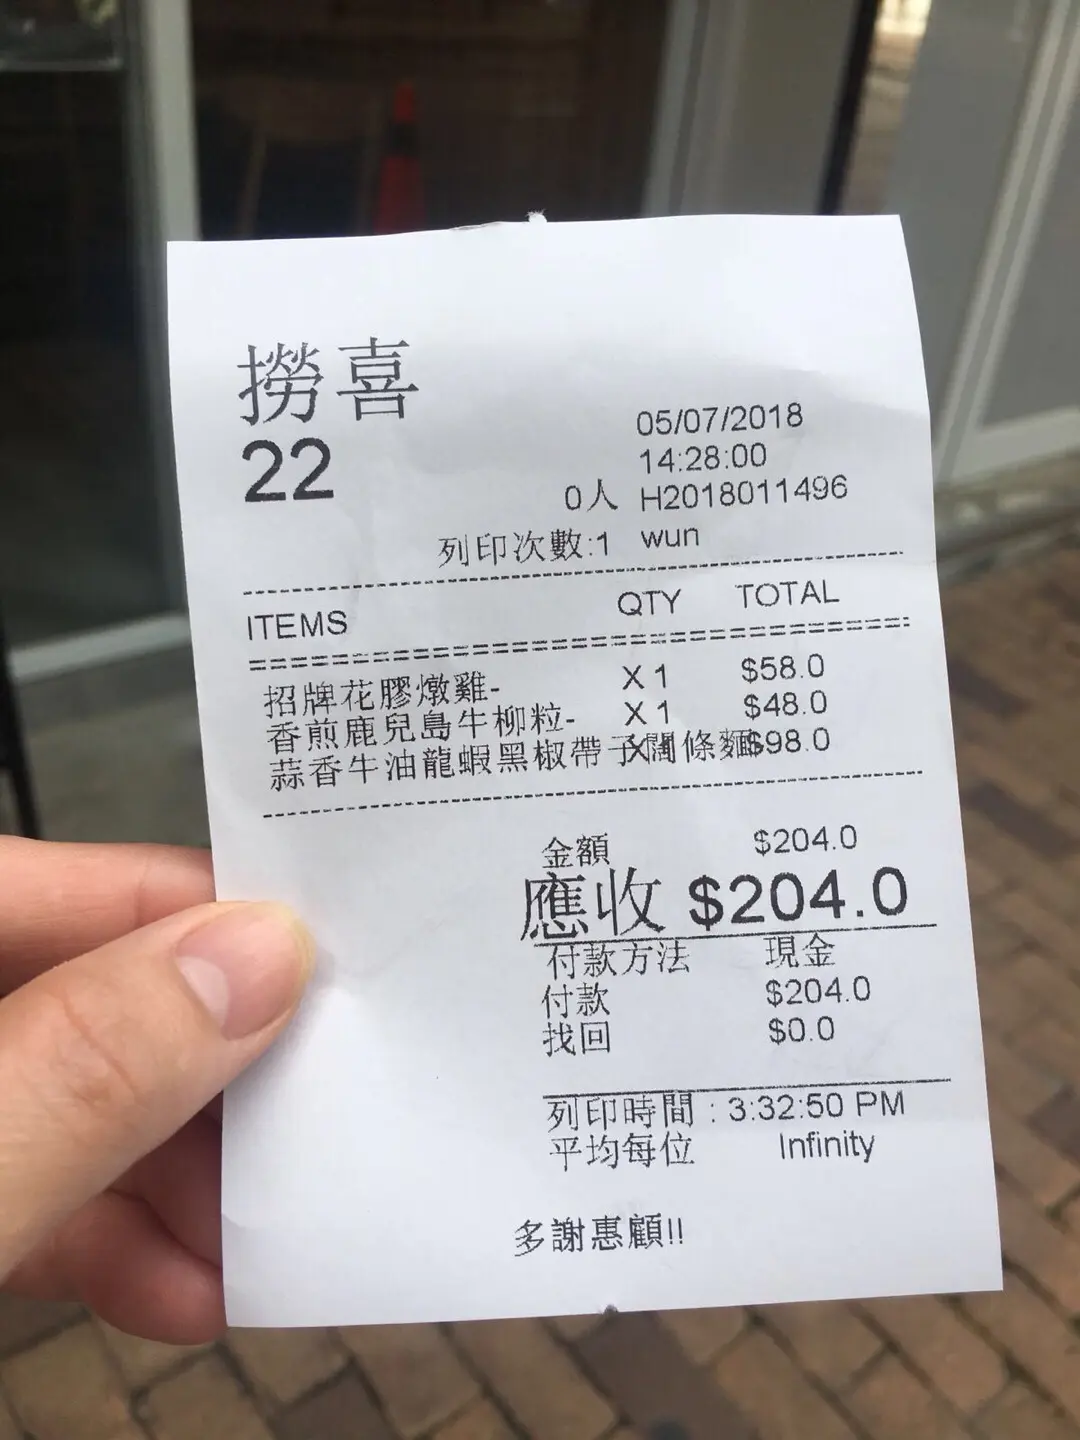 撈喜
22
05/07/2018
14:28:00
0人 H2018011496
列印次數:1 wun
ITEMS QTY TOTAL
招牌花膠燉雞- X 1 $58.0
香煎鹿兒島牛柳粒- X 1 $48.0
蒜香牛油龍蝦黑椒帶子闊條麵 X 1 $98.0
金額 $204.0
應收 $204.0
付款方法 現金
付款 $204.0
找回 $0.0
列印時間 : 3:32:50 PM
平均每位 Infinity
多謝惠顧!!